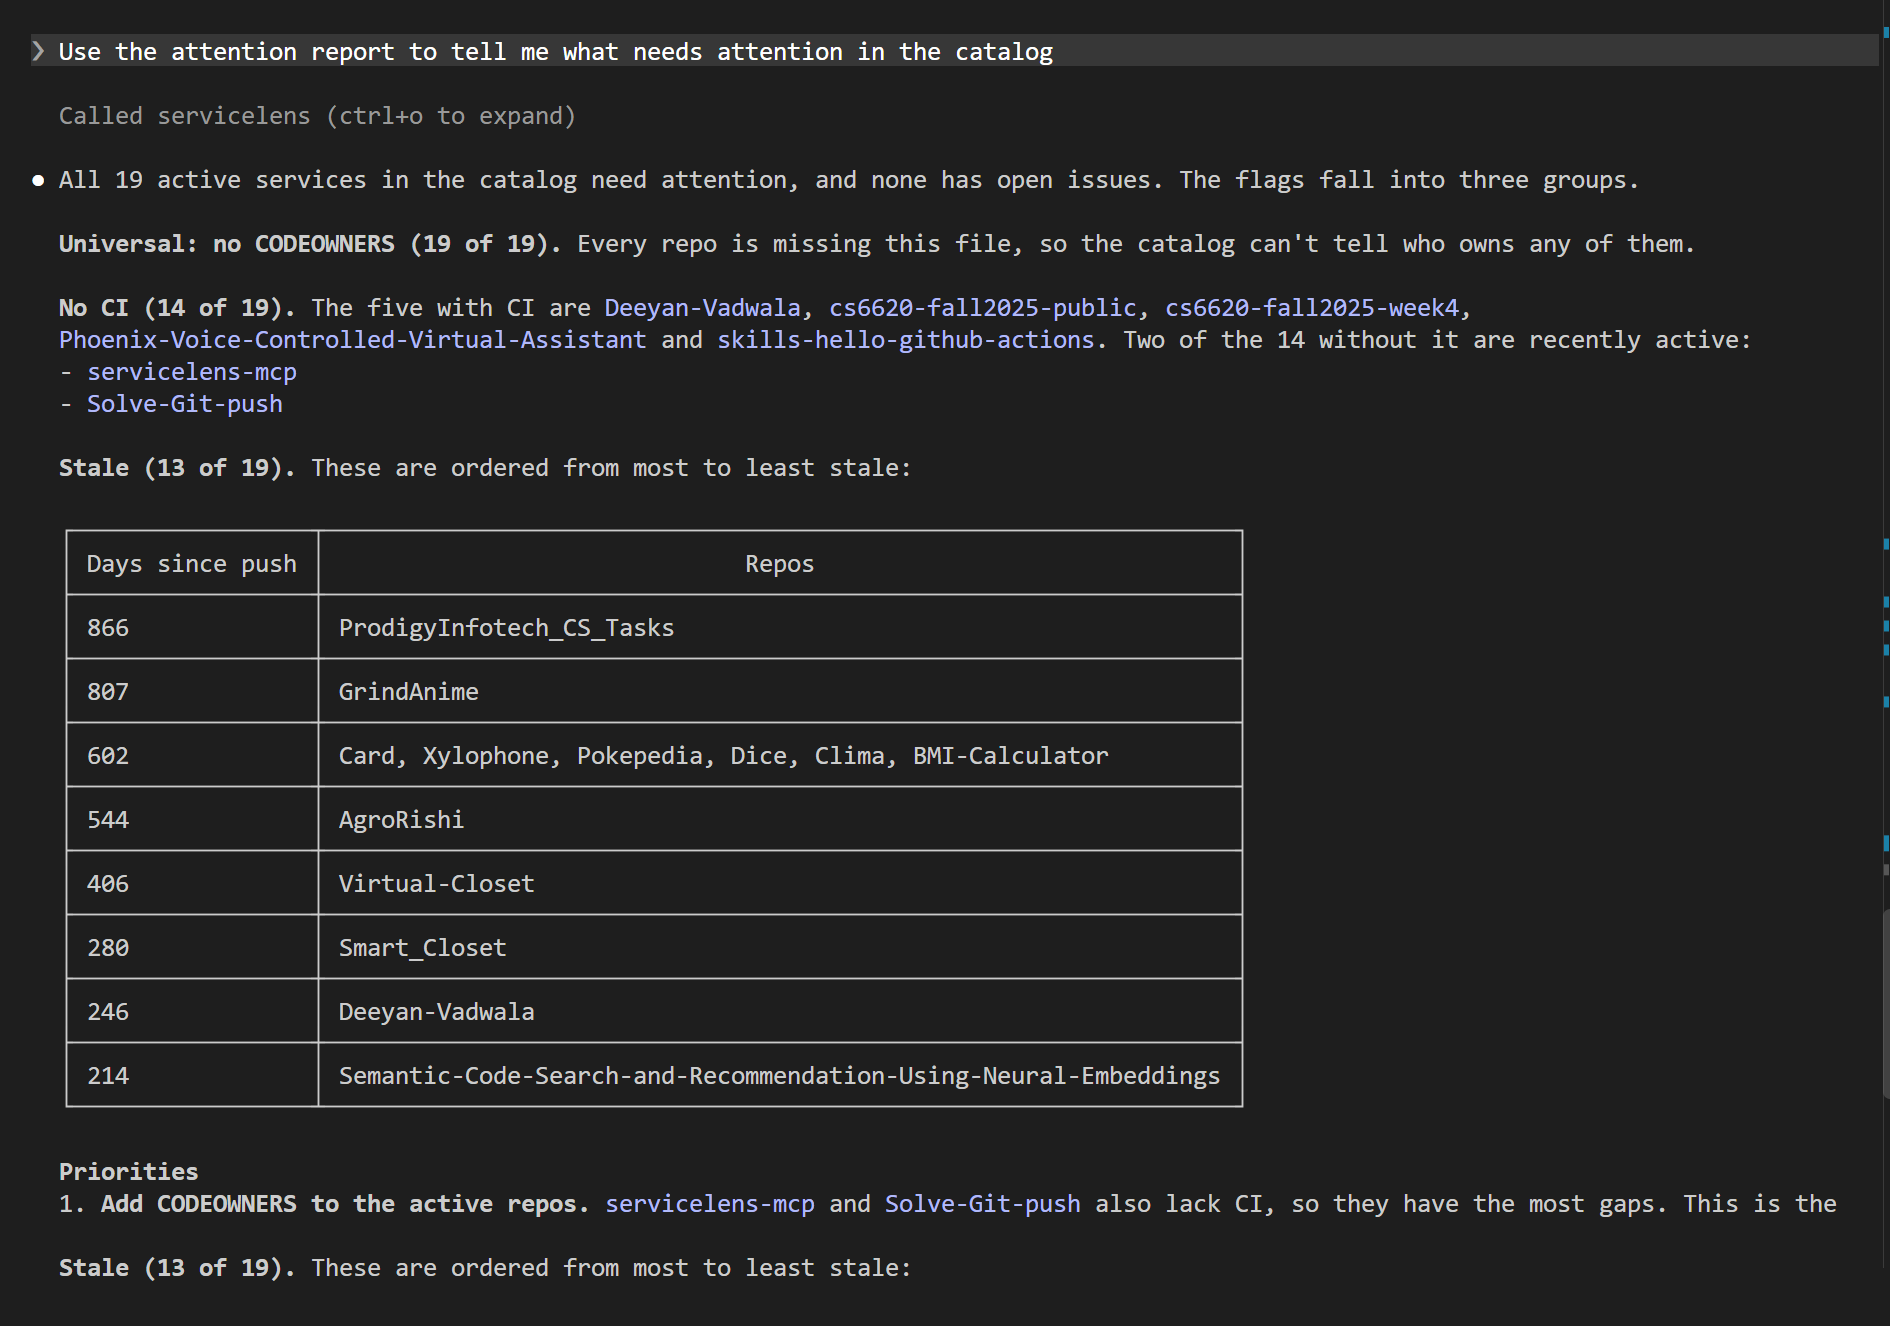 ❯ Use the attention report to tell me what needs attention in the catalog
Called servicelens (ctrl+o to expand)
● All 19 active services in the catalog need attention, and none has open issues. The flags fall into three groups.
Universal: no CODEOWNERS (19 of 19). Every repo is missing this file, so the catalog can't tell who owns any of them.
No CI (14 of 19). The five with CI are Deeyan-Vadwala, cs6620-fall2025-public, cs6620-fall2025-week4,
Phoenix-Voice-Controlled-Virtual-Assistant and skills-hello-github-actions. Two of the 14 without it are recently active:
- servicelens-mcp
- Solve-Git-push
Stale (13 of 19). These are ordered from most to least stale:
Days since push Repos
866 ProdigyInfotech_CS_Tasks
807 GrindAnime
602 Card, Xylophone, Pokepedia, Dice, Clima, BMI-Calculator
544 AgroRishi
406 Virtual-Closet
280 Smart_Closet
246 Deeyan-Vadwala
214 Semantic-Code-Search-and-Recommendation-Using-Neural-Embeddings
Priorities
1. Add CODEOWNERS to the active repos. servicelens-mcp and Solve-Git-push also lack CI, so they have the most gaps. This is the
Stale (13 of 19). These are ordered from most to least stale: